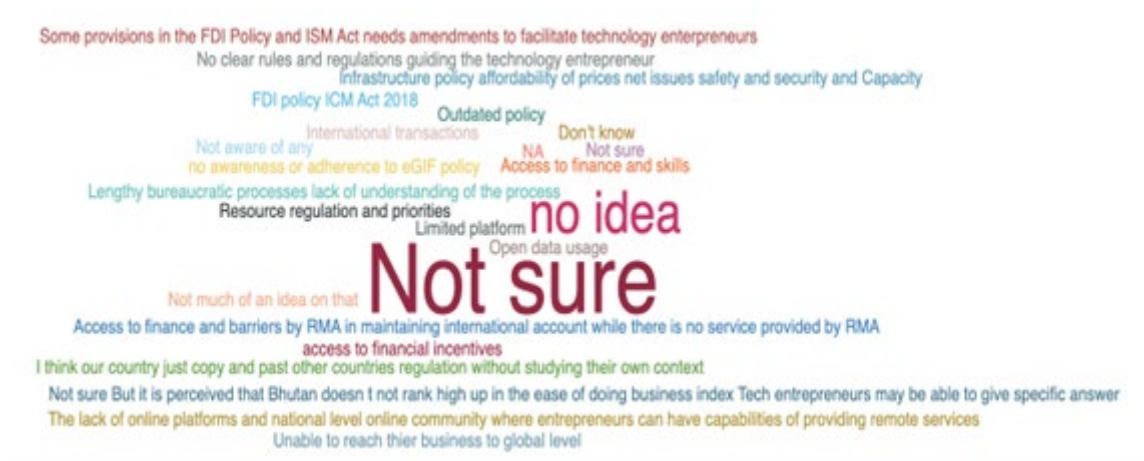 Some provisions in the FDI Policy and ISM Act needs amendments to facilitate technology enterpreneurs
No clear rules and regulations guiding the technology entrepreneur
Infrastructure policy affordability of prices net issues safety and security and Capacity
FDI policy ICM Act 2018
Outdated policy
International transactions
Don't know
Not aware of any
NA
Not sure
no awareness or adherence to eGIF policy
Access to finance and skills
Lengthy bureaucratic processes lack of understanding of the process
Resource regulation and priorities
no idea
Limited platform
Open data usage
Not sure
Not much of an idea on that
Access to finance and barriers by RMA in maintaining international account while there is no service provided by RMA
access to financial incentives
I think our country just copy and past other countries regulation without studying their own context
Not sure But it is perceived that Bhutan doesn t not rank high up in the ease of doing business index Tech entrepreneurs may be able to give specific answer
The lack of online platforms and national level online community where entrepreneurs can have capabilities of providing remote services
Unable to reach thier business to global level